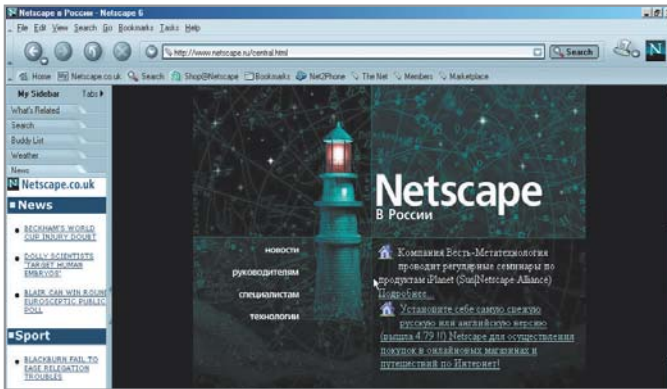 Netscape в России - Netscape 6
File Edit View Search Go Bookmarks Tasks Help
http://www.netscape.ru/central.html
Search
N
Home Netscape.co.uk Search Shop@Netscape Bookmarks Net2Phone The Net Members Marketplace
My Sidebar Tabs
What's Related
Search
Buddy List
Weather
News
N Netscape.co.uk
News
BECKHAM'S WORLD
CUP INJURY DOUBT
DOLLY SCIENTISTS
'TARGET HUMAN
EMBRYOS'
BLAIR CAN WIN ROUND
EUROSCEPTIC PUBLIC
POLL
Sport
BLACKBURN FAIL TO
EASE RELEGATION
TROUBLES
Netscape
В России
новости
руководителям
специалистам
технологии
Компания Весть-Метатехнология
проводит регулярные семинары по
продуктам iPlanet (Sun|Netscape Alliance)
Подробнее...
Установите себе самую свежую
русскую или английскую версию
(вышла 4.79 !!) Netscape для осуществления
покупок в онлайновых магазинах и
путешествий по Интернет!